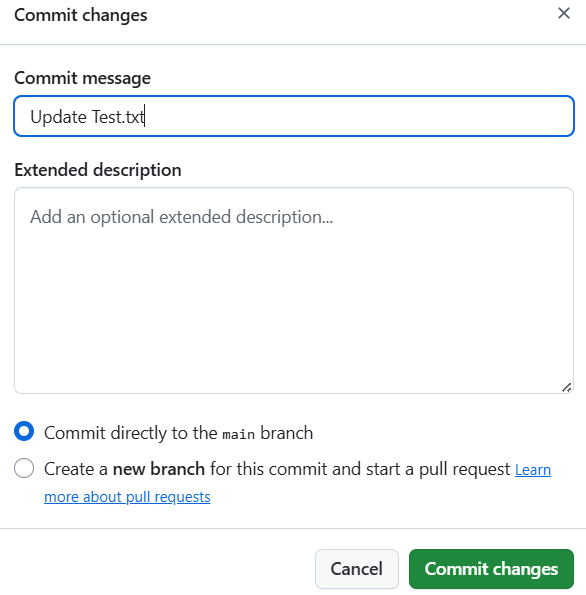 Commit changes
Commit message
Update Test.txt
Extended description
Add an optional extended description...
Commit directly to the main branch
Create a new branch for this commit and start a pull request Learn
more about pull requests
Cancel
Commit changes